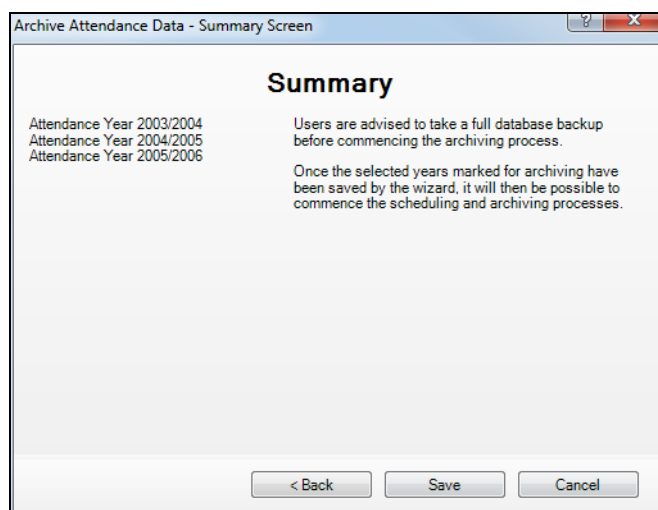 Archive Attendance Data - Summary Screen
?
X
Summary
Attendance Year 2003/2004
Attendance Year 2004/2005
Attendance Year 2005/2006
Users are advised to take a full database backup
before commencing the archiving process.
Once the selected years marked for archiving have
been saved by the wizard, it will then be possible to
commence the scheduling and archiving processes.
< Back
Save
Cancel